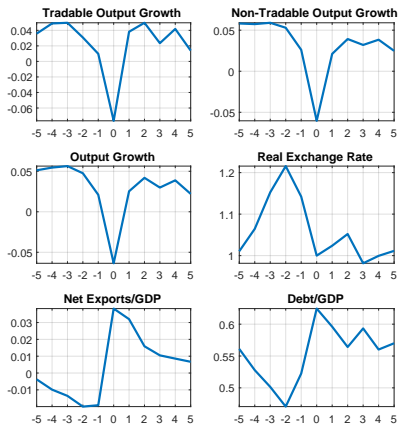 Tradable Output Growth
0.04
0.02
0
-0.02
-0.04
-0.06
-5 -4 -3 -2 -1 0 1 2 3 4 5
Non-Tradable Output Growth
0.05
0
-0.05
-5 -4 -3 -2 -1 0 1 2 3 4 5
Output Growth
0.05
0
-0.05
-5 -4 -3 -2 -1 0 1 2 3 4 5
Real Exchange Rate
1.2
1.1
1
-5 -4 -3 -2 -1 0 1 2 3 4 5
Net Exports/GDP
0.03
0.02
0.01
0
-0.01
-5 -4 -3 -2 -1 0 1 2 3 4 5
Debt/GDP
0.6
0.55
0.5
-5 -4 -3 -2 -1 0 1 2 3 4 5